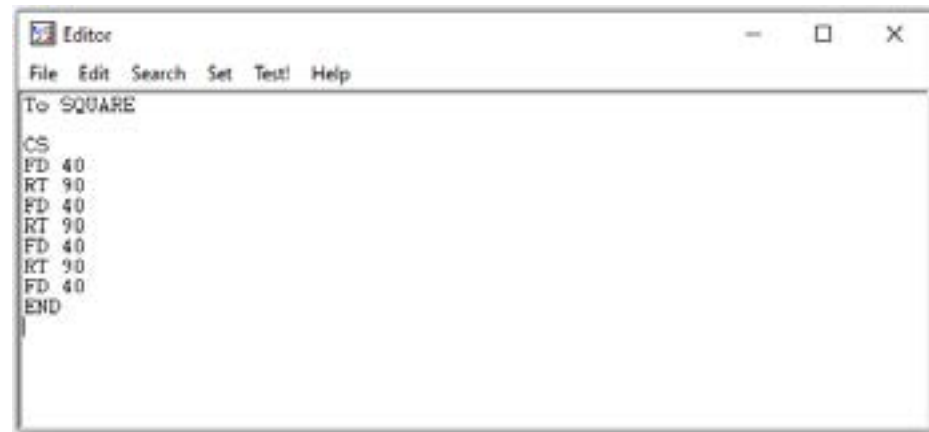 Editor
File Edit Search Set Test! Help
To SQUARE
CS
FD 40
RT 90
FD 40
RT 90
FD 40
RT 90
FD 40
END